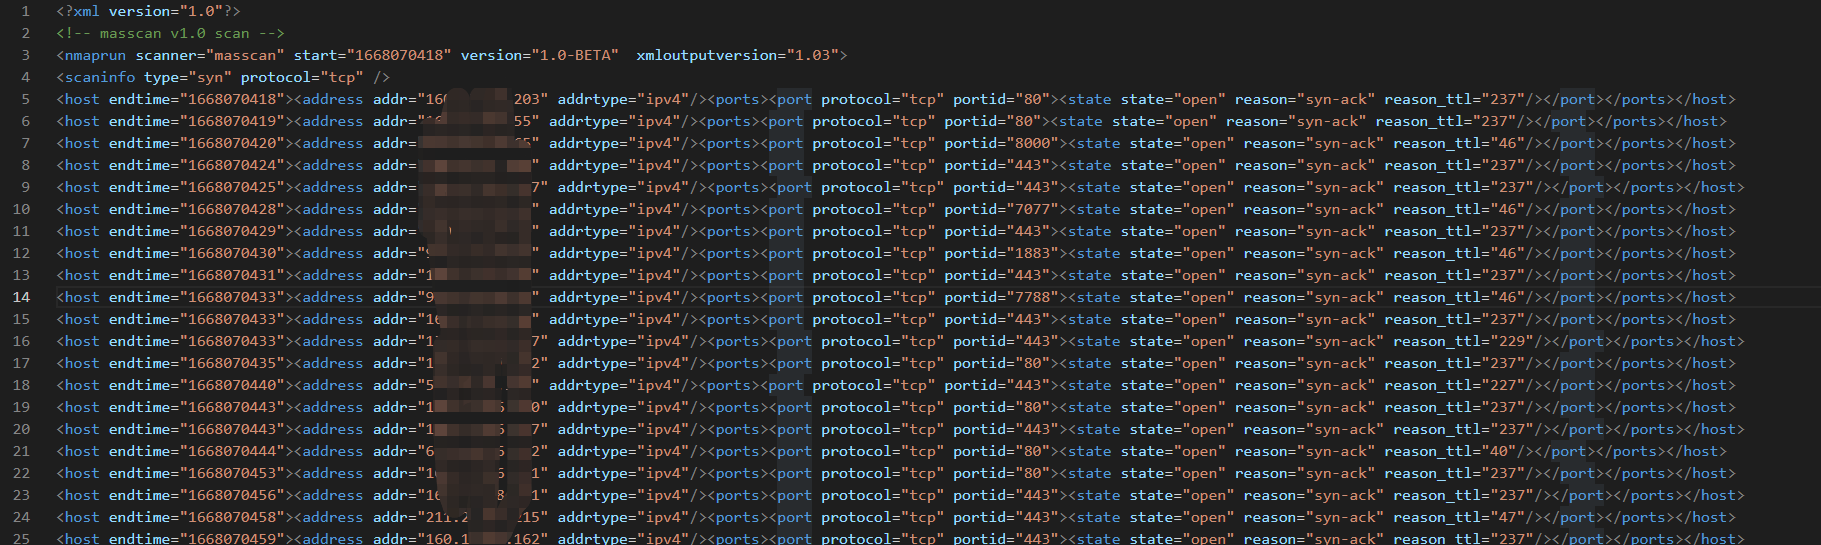 1 <?xml version="1.0"?>
2 <!-- masscan v1.0 scan -->
3 <nmaprun scanner="masscan" start="1668070418" version="1.0-BETA"  xmloutputversion="1.03">
4 <scaninfo type="syn" protocol="tcp" />
5 <host endtime="1668070418"><address addr="160 203" addrtype="ipv4"/><ports><port protocol="tcp" portid="80"><state state="open" reason="syn-ack" reason_ttl="237"/></port></ports></host>
6 <host endtime="1668070419"><address addr="1 55" addrtype="ipv4"/><ports><port protocol="tcp" portid="80"><state state="open" reason="syn-ack" reason_ttl="237"/></port></ports></host>
7 <host endtime="1668070420"><address addr=" " addrtype="ipv4"/><ports><port protocol="tcp" portid="8000"><state state="open" reason="syn-ack" reason_ttl="46"/></port></ports></host>
8 <host endtime="1668070424"><address addr=" " addrtype="ipv4"/><ports><port protocol="tcp" portid="443"><state state="open" reason="syn-ack" reason_ttl="237"/></port></ports></host>
9 <host endtime="1668070425"><address addr= 7" addrtype="ipv4"/><ports><port protocol="tcp" portid="443"><state state="open" reason="syn-ack" reason_ttl="237"/></port></ports></host>
10 <host endtime="1668070428"><address addr= " addrtype="ipv4"/><ports><port protocol="tcp" portid="7077"><state state="open" reason="syn-ack" reason_ttl="46"/></port></ports></host>
11 <host endtime="1668070429"><address addr= " addrtype="ipv4"/><ports><port protocol="tcp" portid="443"><state state="open" reason="syn-ack" reason_ttl="237"/></port></ports></host>
12 <host endtime="1668070430"><address addr="9 " addrtype="ipv4"/><ports><port protocol="tcp" portid="1883"><state state="open" reason="syn-ack" reason_ttl="46"/></port></ports></host>
13 <host endtime="1668070431"><address addr="1 " addrtype="ipv4"/><ports><port protocol="tcp" portid="443"><state state="open" reason="syn-ack" reason_ttl="237"/></port></ports></host>
14 <host endtime="1668070433"><address addr="9 " addrtype="ipv4"/><ports><port protocol="tcp" portid="7788"><state state="open" reason="syn-ack" reason_ttl="46"/></port></ports></host>
15 <host endtime="1668070433"><address addr="16 " addrtype="ipv4"/><ports><port protocol="tcp" portid="443"><state state="open" reason="syn-ack" reason_ttl="237"/></port></ports></host>
16 <host endtime="1668070433"><address addr="1 7" addrtype="ipv4"/><ports><port protocol="tcp" portid="443"><state state="open" reason="syn-ack" reason_ttl="229"/></port></ports></host>
17 <host endtime="1668070435"><address addr="1 2" addrtype="ipv4"/><ports><port protocol="tcp" portid="80"><state state="open" reason="syn-ack" reason_ttl="237"/></port></ports></host>
18 <host endtime="1668070440"><address addr="5 " addrtype="ipv4"/><ports><port protocol="tcp" portid="443"><state state="open" reason="syn-ack" reason_ttl="227"/></port></ports></host>
19 <host endtime="1668070443"><address addr="1 0" addrtype="ipv4"/><ports><port protocol="tcp" portid="80"><state state="open" reason="syn-ack" reason_ttl="237"/></port></ports></host>
20 <host endtime="1668070443"><address addr="1 7" addrtype="ipv4"/><ports><port protocol="tcp" portid="443"><state state="open" reason="syn-ack" reason_ttl="237"/></port></ports></host>
21 <host endtime="1668070444"><address addr="6 2" addrtype="ipv4"/><ports><port protocol="tcp" portid="80"><state state="open" reason="syn-ack" reason_ttl="40"/></port></ports></host>
22 <host endtime="1668070453"><address addr="16 1" addrtype="ipv4"/><ports><port protocol="tcp" portid="80"><state state="open" reason="syn-ack" reason_ttl="237"/></port></ports></host>
23 <host endtime="1668070456"><address addr="16 1" addrtype="ipv4"/><ports><port protocol="tcp" portid="443"><state state="open" reason="syn-ack" reason_ttl="237"/></port></ports></host>
24 <host endtime="1668070458"><address addr="211.2 215" addrtype="ipv4"/><ports><port protocol="tcp" portid="443"><state state="open" reason="syn-ack" reason_ttl="47"/></port></ports></host>
25 <host endtime="1668070459"><address addr="160.1 .162" addrtype="ipv4"/><ports><port protocol="tcp" portid="443"><state state="open" reason="syn-ack" reason_ttl="237"/></port></ports></host>